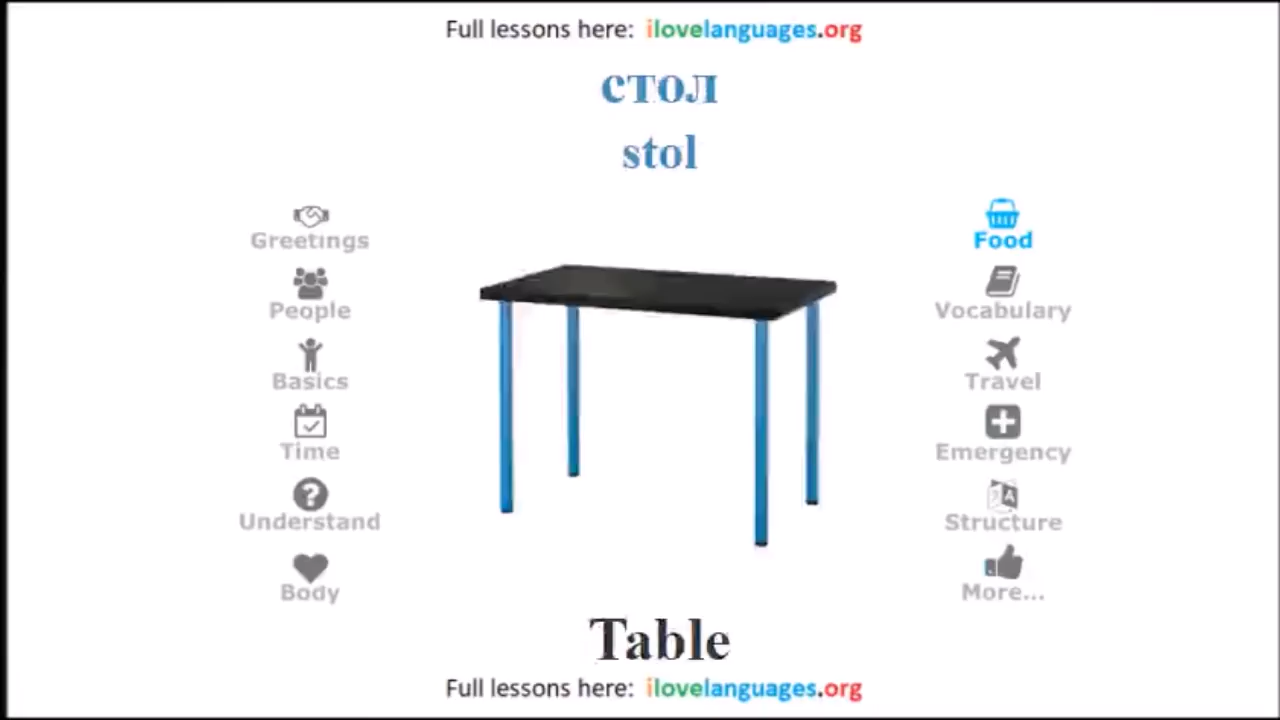 Full lessons here: ilovelanguages.org
стол
stol
Greetings
People
Basics
Time
Understand
Body
Food
Vocabulary
Travel
Emergency
Structure
More...
Table
Full lessons here: ilovelanguages.org